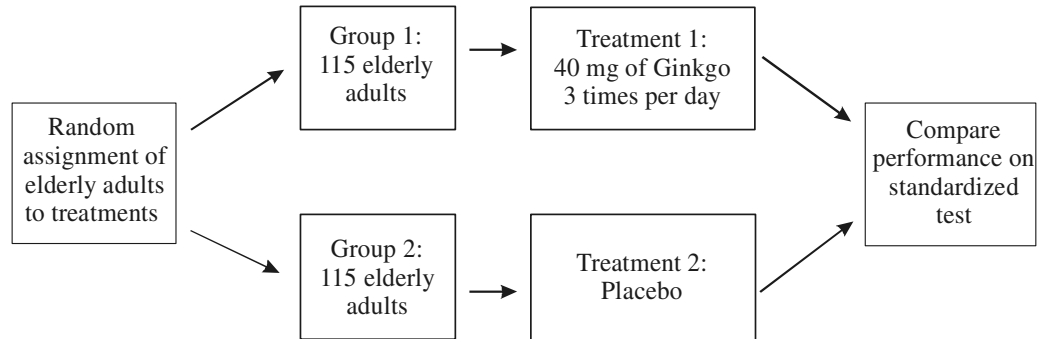 Random
assignment of
elderly adults
to treatments
Group 1:
115 elderly
adults
Treatment 1:
40 mg of Ginkgo
3 times per day
Group 2:
115 elderly
adults
Treatment 2:
Placebo
Compare
performance on
standardized
test